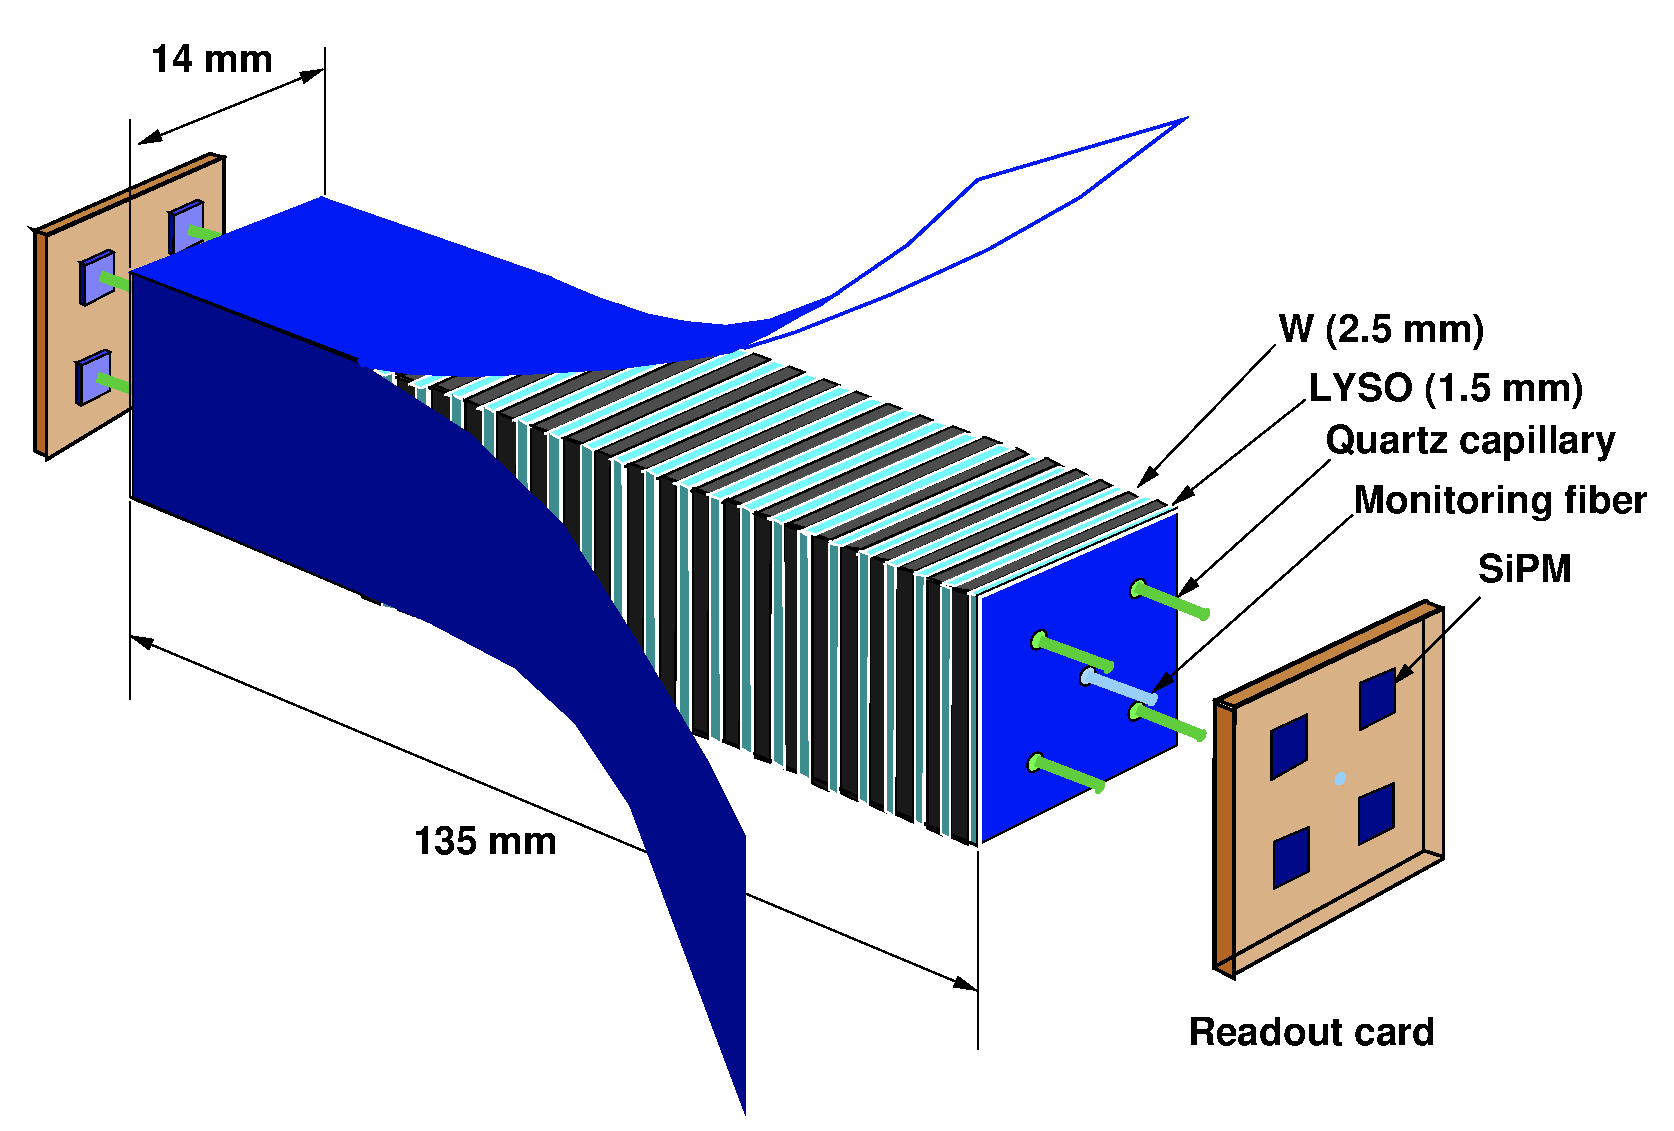 14 mm
W (2.5 mm)
LYSO (1.5 mm)
Quartz capillary
Monitoring fiber
SiPM
135 mm
Readout card